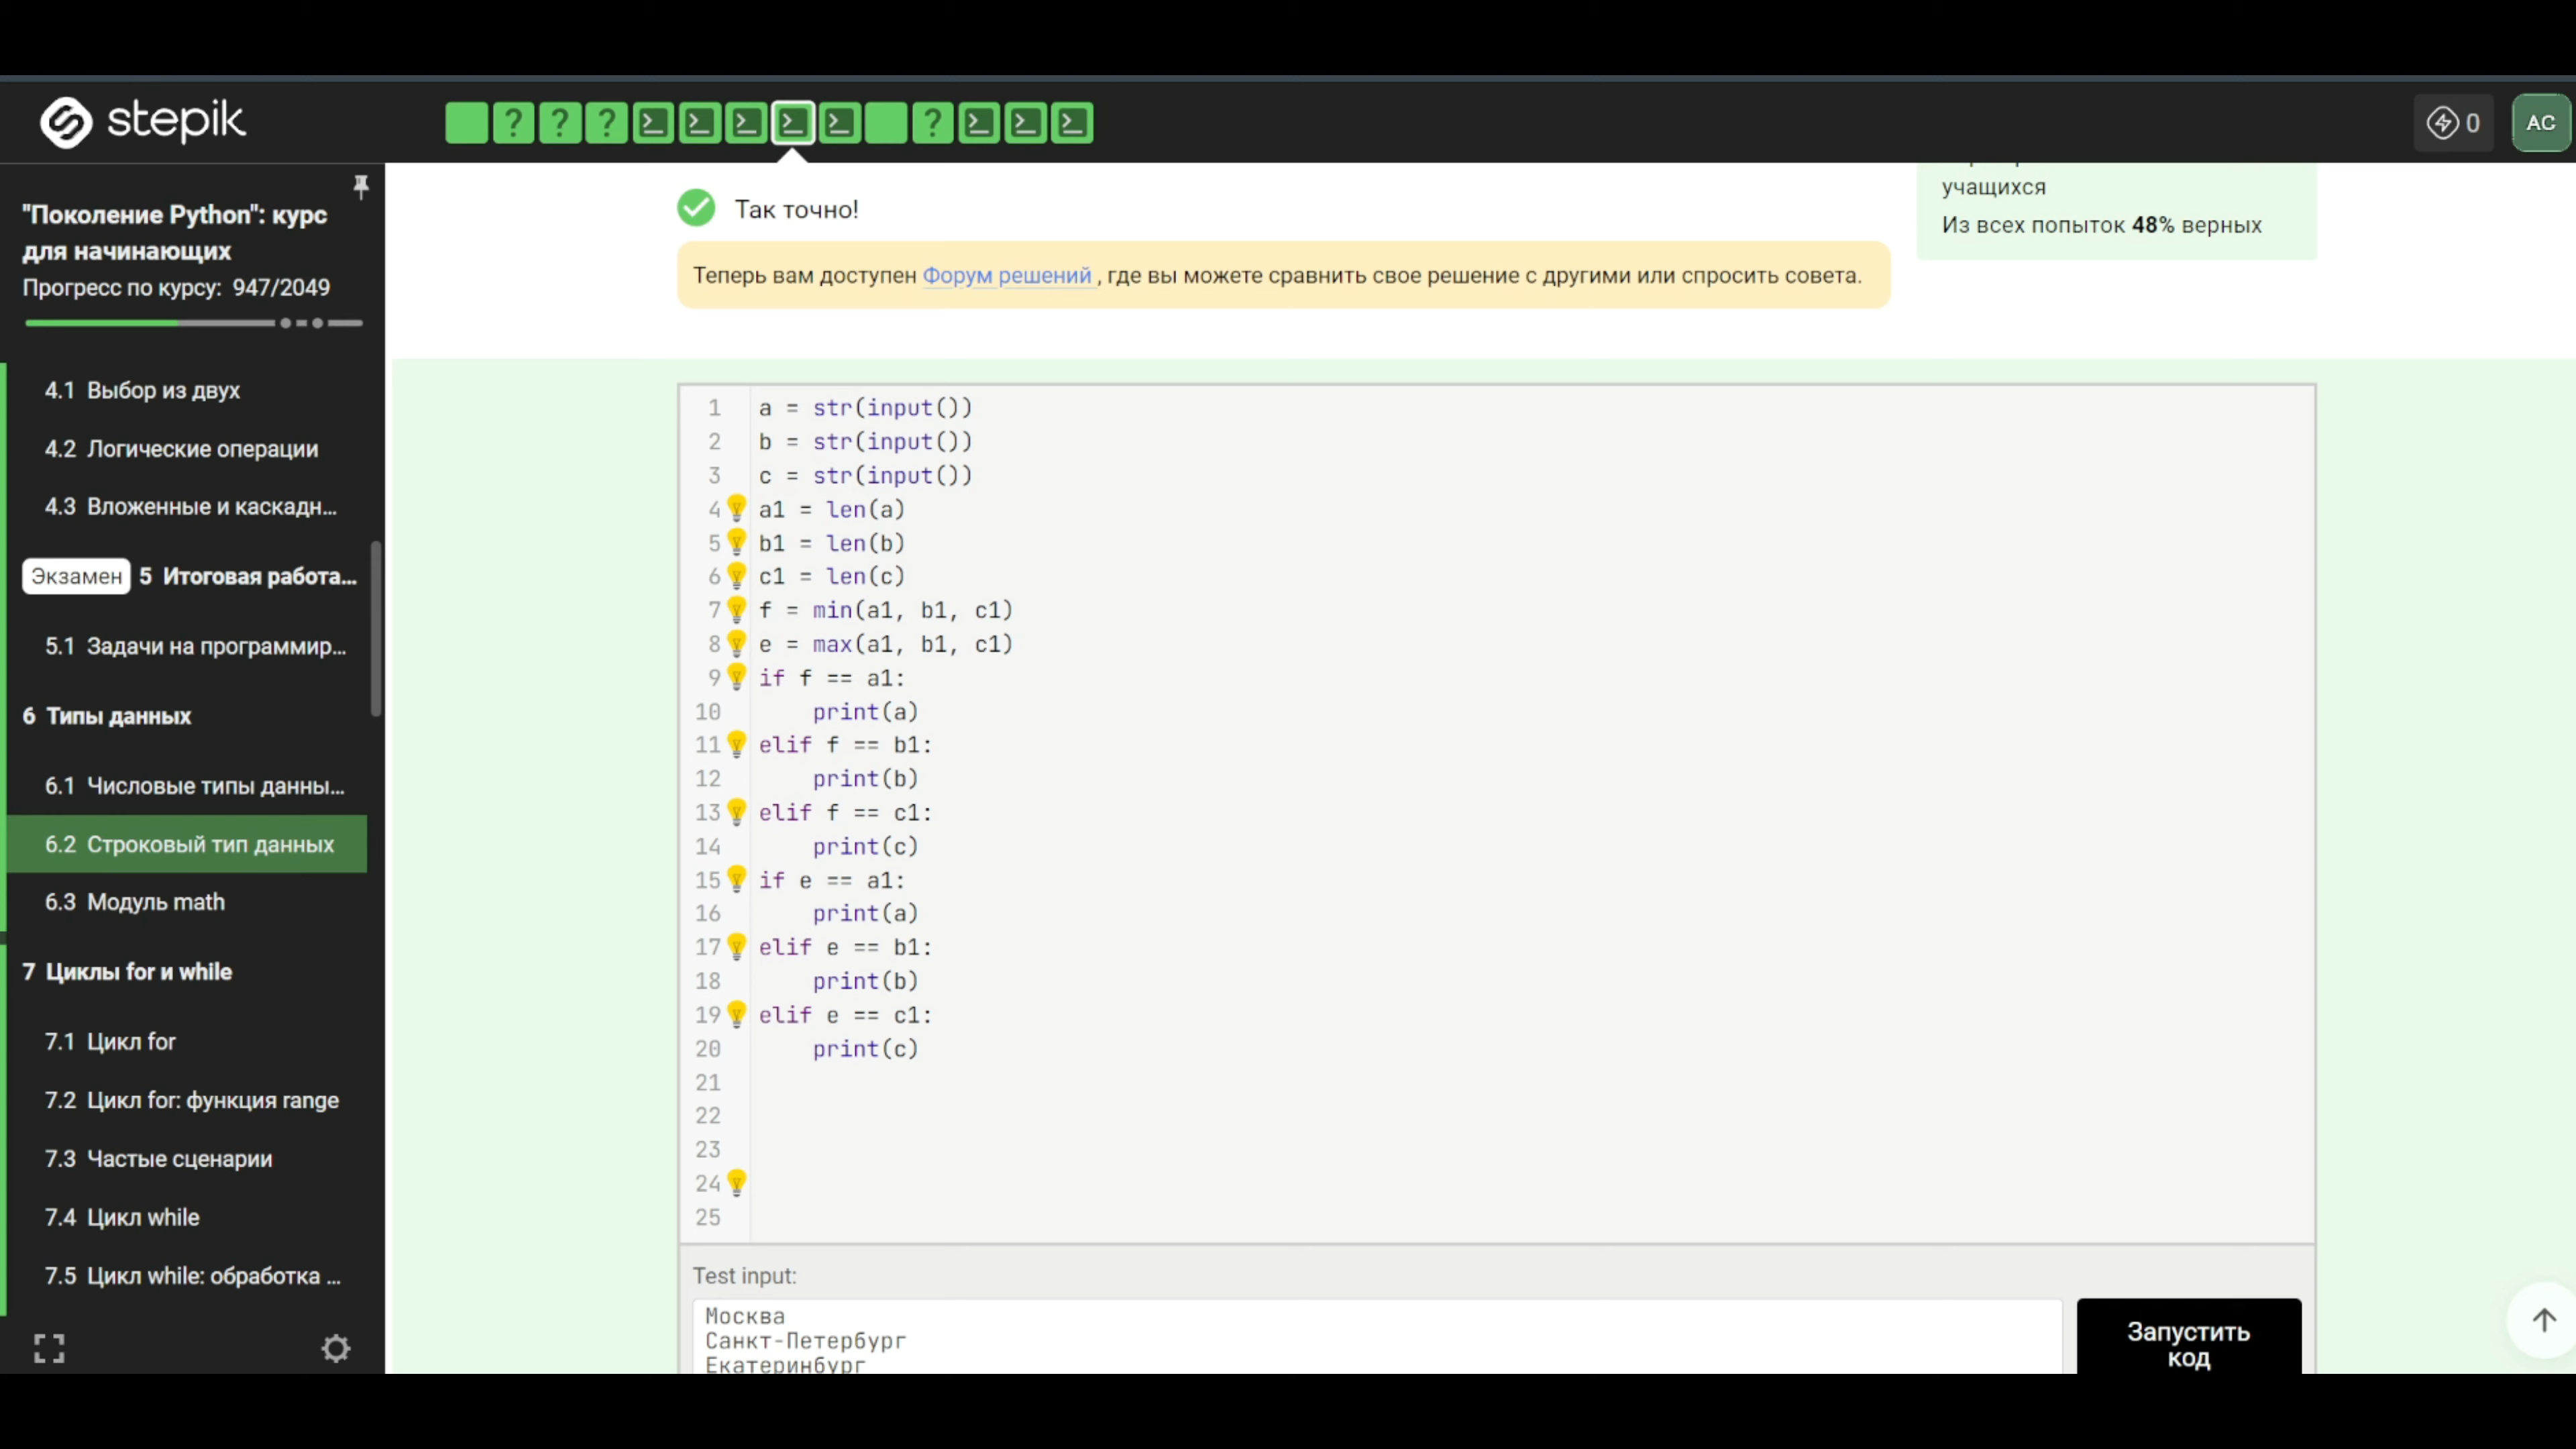 stepik
? ? ? ?
0
АС
"Поколение Python": курс
для начинающих
Прогресс по курсу: 947/2049
4.1 Выбор из двух
4.2 Логические операции
4.3 Вложенные и каскадн...
Экзамен 5 Итоговая работа...
5.1 Задачи на программир...
6 Типы данных
6.1 Числовые типы данны...
6.2 Строковый тип данных
6.3 Модуль math
7 Циклы for и while
7.1 Цикл for
7.2 Цикл for: функция range
7.3 Частые сценарии
7.4 Цикл while
7.5 Цикл while: обработка ...
Так точно!
Теперь вам доступен Форум решений , где вы можете сравнить свое решение с другими или спросить совета.
учащихся
Из всех попыток 48% верных
1 a = str(input())
2 b = str(input())
3 c = str(input())
4 a1 = len(a)
5 b1 = len(b)
6 c1 = len(c)
7 f = min(a1, b1, c1)
8 e = max(a1, b1, c1)
9 if f == a1:
10     print(a)
11 elif f == b1:
12     print(b)
13 elif f == c1:
14     print(c)
15 if e == a1:
16     print(a)
17 elif e == b1:
18     print(b)
19 elif e == c1:
20     print(c)
21
22
23
24
25
Test input:
Москва
Санкт-Петербург
Екатеринбург
Запустить
код